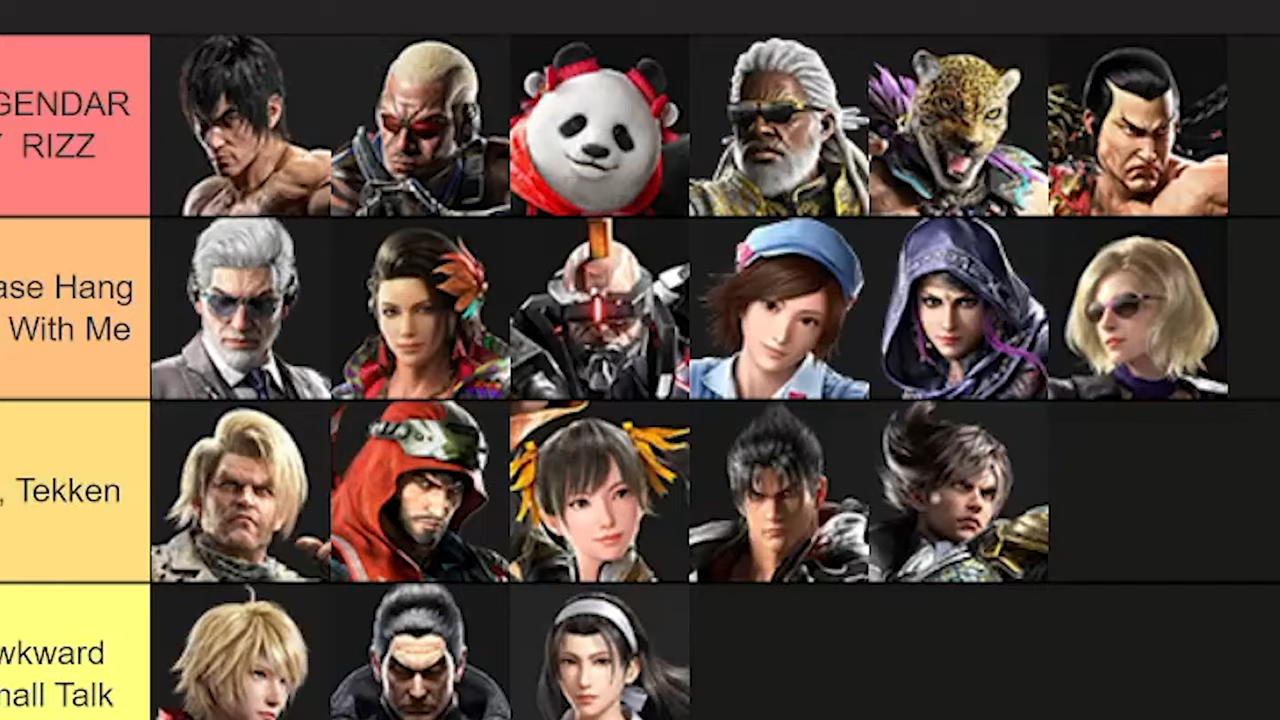 GENDAR
Y RIZZ
ase Hang
With Me
, Tekken
wkward
mall Talk